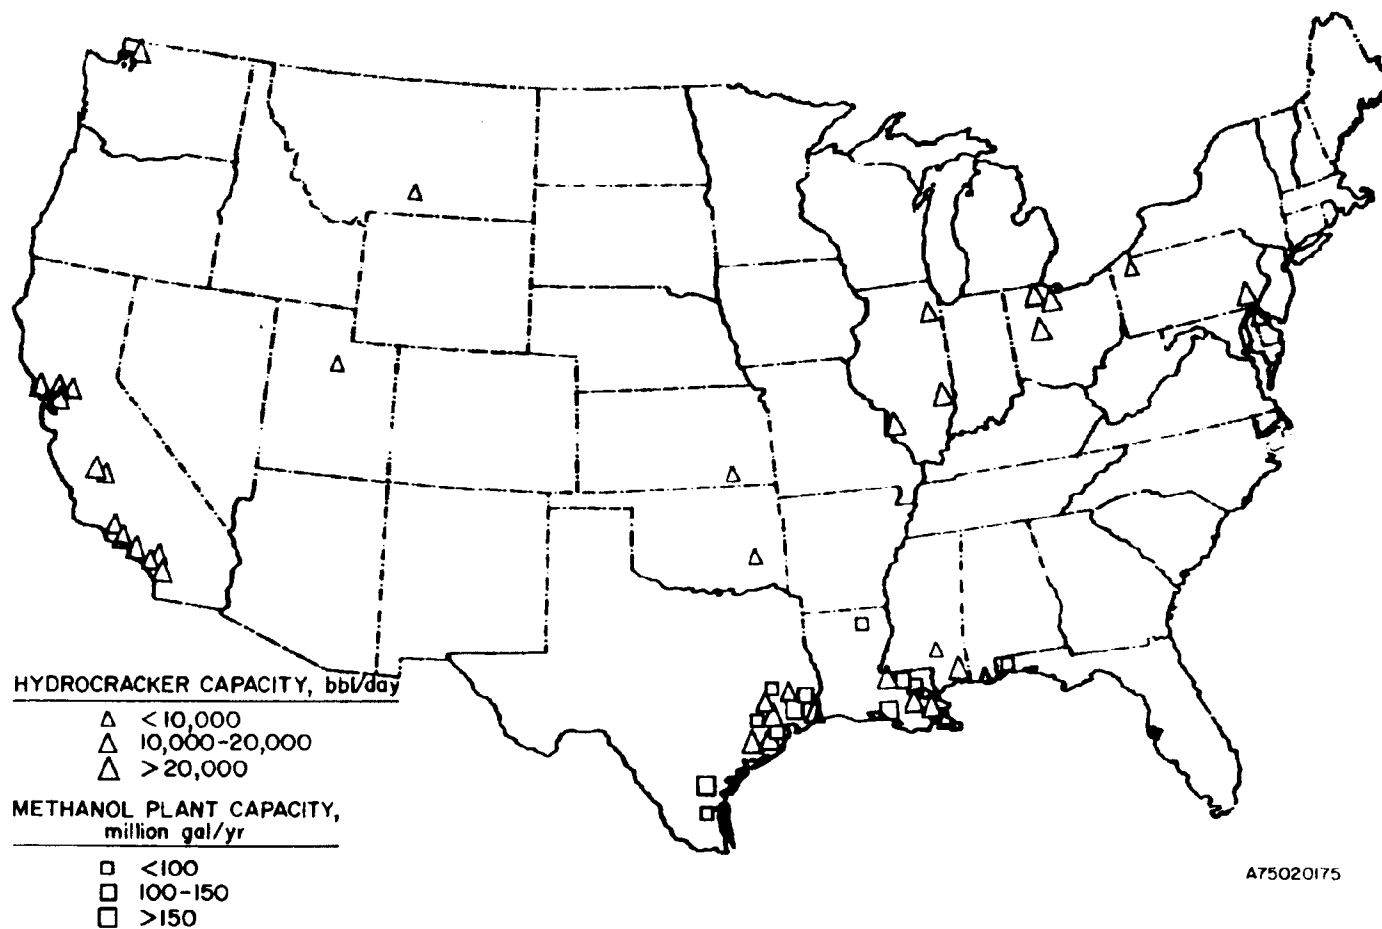 HYDROCRACKER CAPACITY, bbl/day
<10,000
10,000-20,000
>20,000
METHANOL PLANT CAPACITY,
million gal/yr
<100
100-150
>150
A75020175